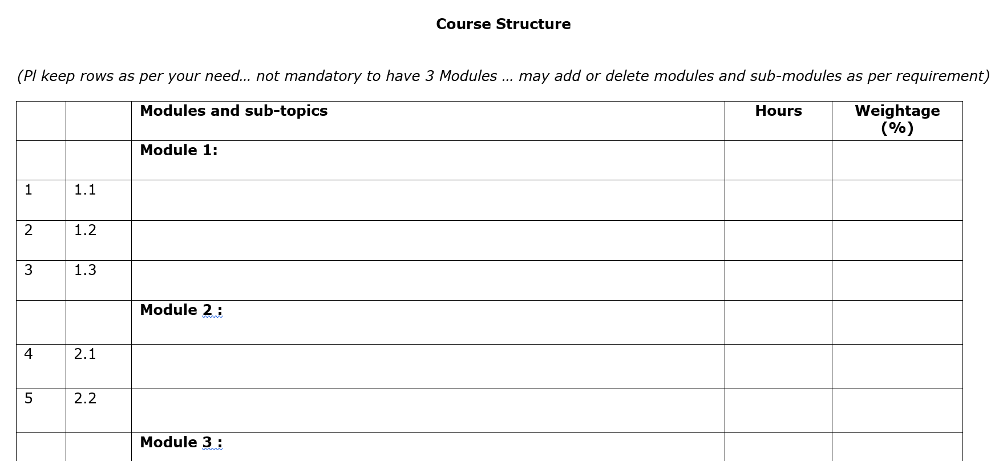 Course Structure
(Pl keep rows as per your need… not mandatory to have 3 Modules … may add or delete modules and sub-modules as per requirement)
Modules and sub-topics Hours Weightage
(%)
Module 1:
1 1.1
2 1.2
3 1.3
Module 2 :
4 2.1
5 2.2
Module 3 :